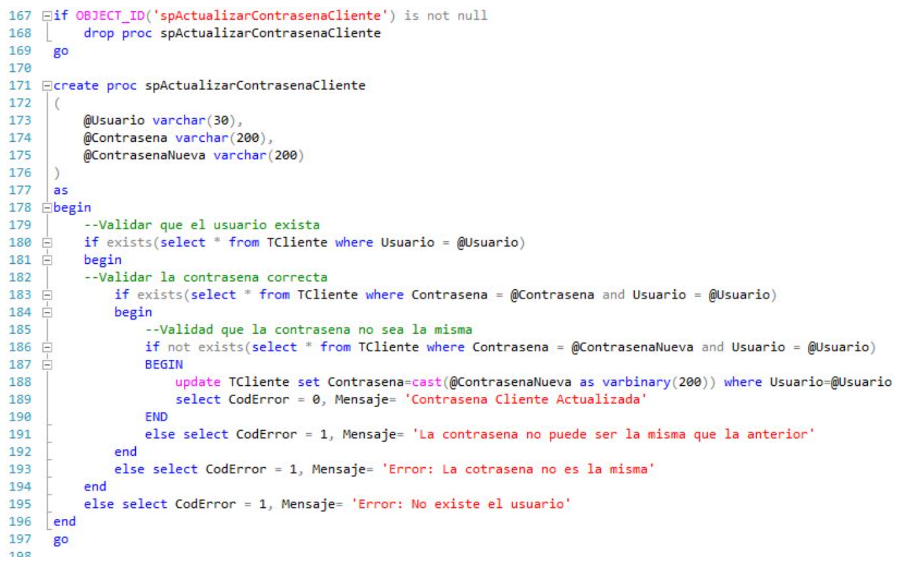 167 if OBJECT_ID('spActualizarContrasenaCliente') is not null
168 drop proc spActualizarContrasenaCliente
169 go
170
171 create proc spActualizarContrasenaCliente
172 (
173 @Usuario varchar(30),
174 @Contrasena varchar(200),
175 @ContrasenaNueva varchar(200)
176 )
177 as
178 begin
179 --Validar que el usuario exista
180 if exists(select * from TCliente where Usuario = @Usuario)
181 begin
182 --Validar la contrasena correcta
183 if exists(select * from TCliente where Contrasena = @Contrasena and Usuario = @Usuario)
184 begin
185 --Validad que la contrasena no sea la misma
186 if not exists(select * from TCliente where Contrasena = @ContrasenaNueva and Usuario = @Usuario)
187 BEGIN
188 update TCliente set Contrasena=cast(@ContrasenaNueva as varbinary(200)) where Usuario=@Usuario
189 select CodError = 0, Mensaje= 'Contrasena Cliente Actualizada'
190 END
191 else select CodError = 1, Mensaje= 'La contrasena no puede ser la misma que la anterior'
192 end
193 else select CodError = 1, Mensaje= 'Error: La cotrasena no es la misma'
194 end
195 else select CodError = 1, Mensaje= 'Error: No existe el usuario'
196 end
197 go
198